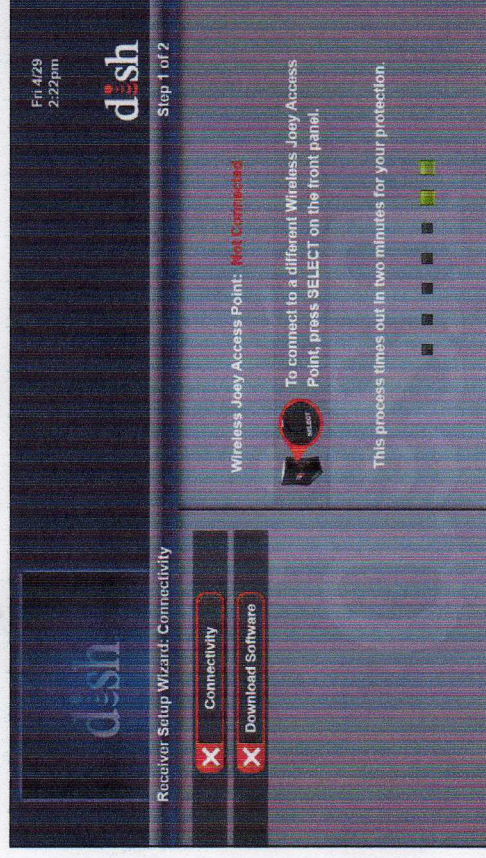 Fri 4/29
2:22pm
dish
dish
Receiver Setup Wizard: Connectivity
Step 1 of 2
Connectivity
Download Software
Wireless Joey Access Point: Not Connected
SELECT
To connect to a different Wireless Joey Access
Point, press SELECT on the front panel.
This process times out in two minutes for your protection.